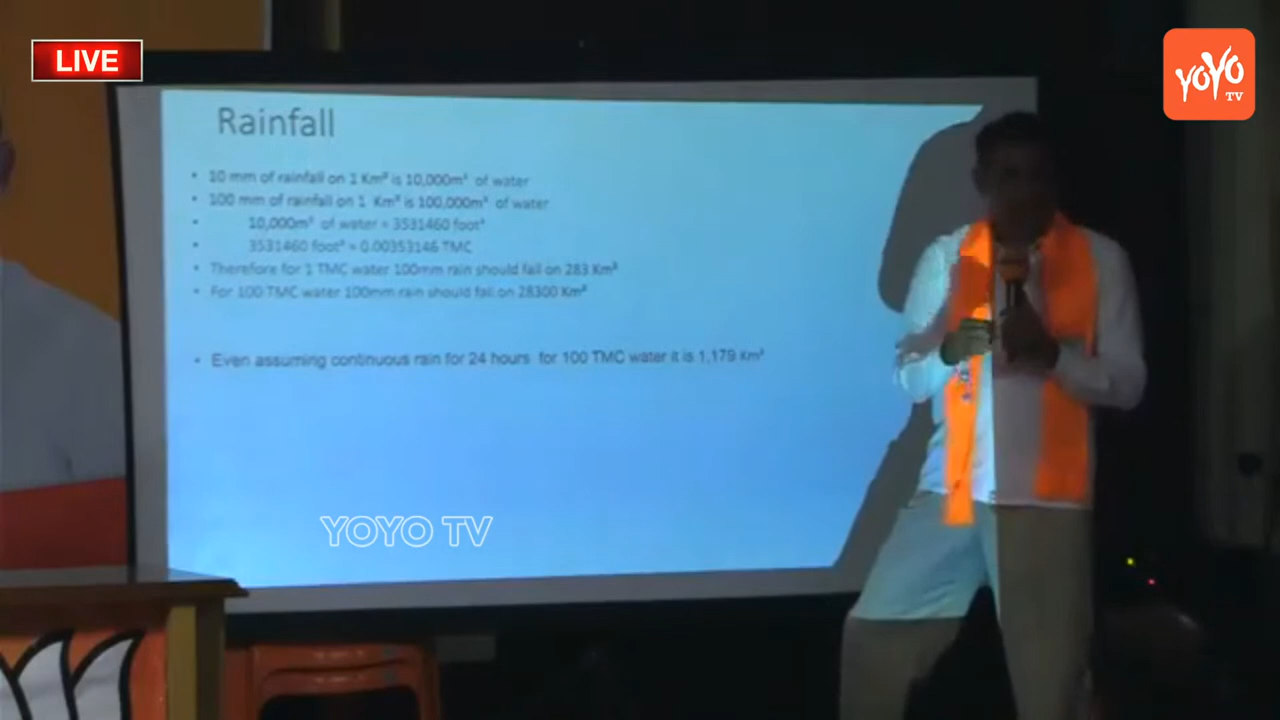 LIVE
YOYO
TV
Rainfall
• 10 mm of rainfall on 1 Km² is 10,000m³ of water
• 100 mm of rainfall on 1 Km² is 100,000m³ of water
• 10,000m³ of water = 3531460 foot³
• 3531460 foot³ = 0.00353146 TMC
• Therefore for 1 TMC water 100mm rain should fall on 283 Km²
• For 100 TMC water 100mm rain should fall on 28300 Km²
• Even assuming continuous rain for 24 hours for 100 TMC water it is 1,179 Km²
YOYO TV